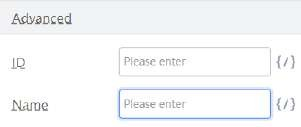 Advanced
ID Please enter {/}
Name Please enter {/}